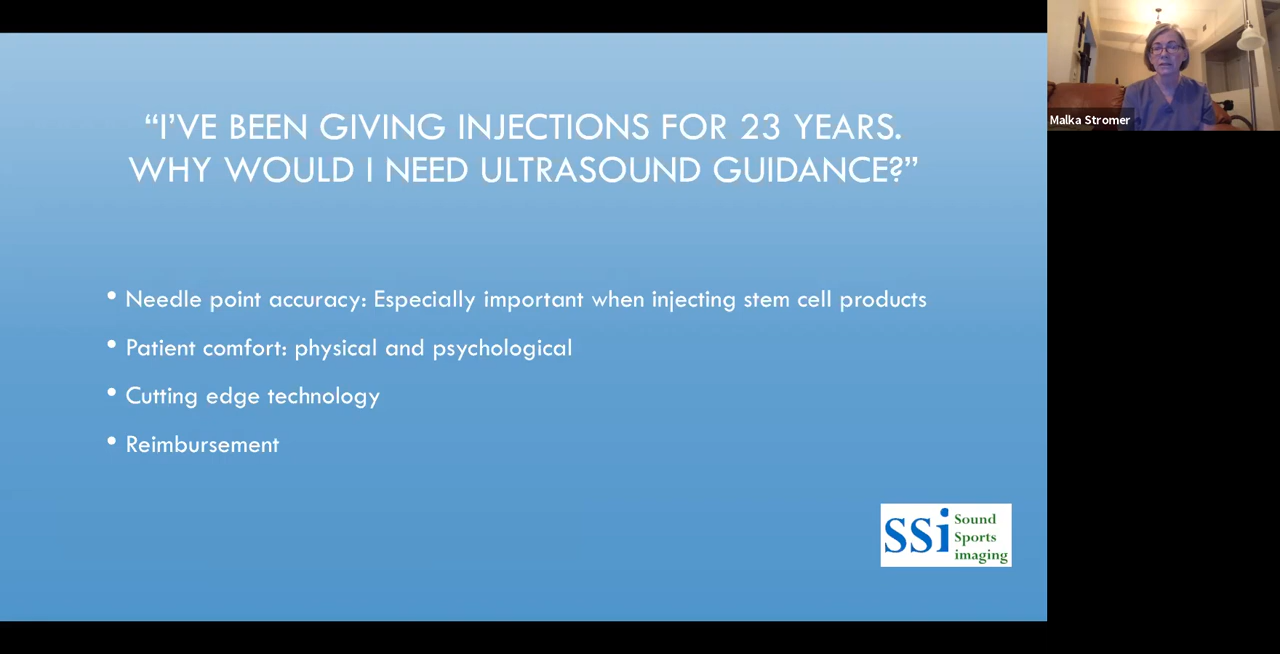 “I’VE BEEN GIVING INJECTIONS FOR 23 YEARS.
WHY WOULD I NEED ULTRASOUND GUIDANCE?”
• Needle point accuracy: Especially important when injecting stem cell products
• Patient comfort: physical and psychological
• Cutting edge technology
• Reimbursement
SSi
Sound
Sports
imaging
Malka Stromer